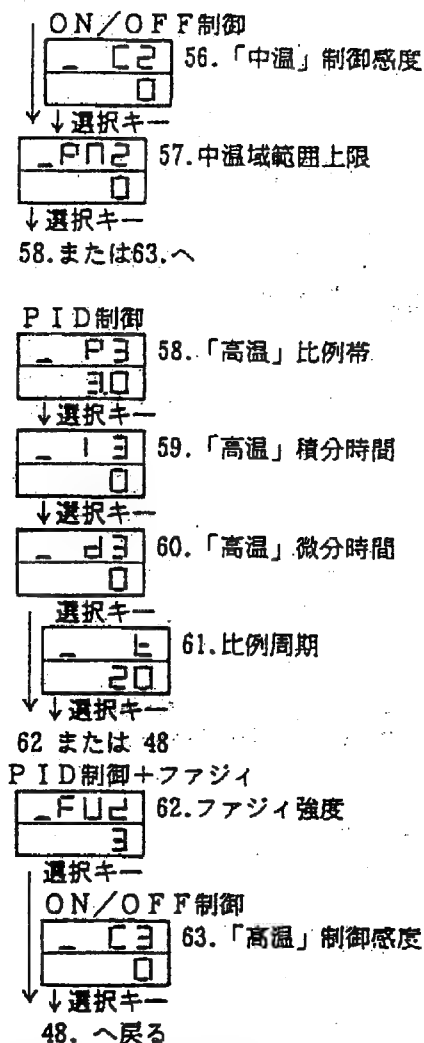 ON/OFF制御
_ C2 56.「中温」制御感度
0
↓選択キー
_Pn2 57.中温域範囲上限
0
↓選択キー
58.または63.へ
PID制御
_ P3 58.「高温」比例帯
3.0
↓選択キー
_ I3 59.「高温」積分時間
0
↓選択キー
_ d3 60.「高温」微分時間
0
選択キー
_ t 61.比例周期
20
↓選択キー
62 または 48
PID制御+ファジィ
_FUZ 62.ファジィ強度
3
選択キー
ON/OFF制御
_ C3 63.「高温」制御感度
0
↓選択キー
48. へ戻る